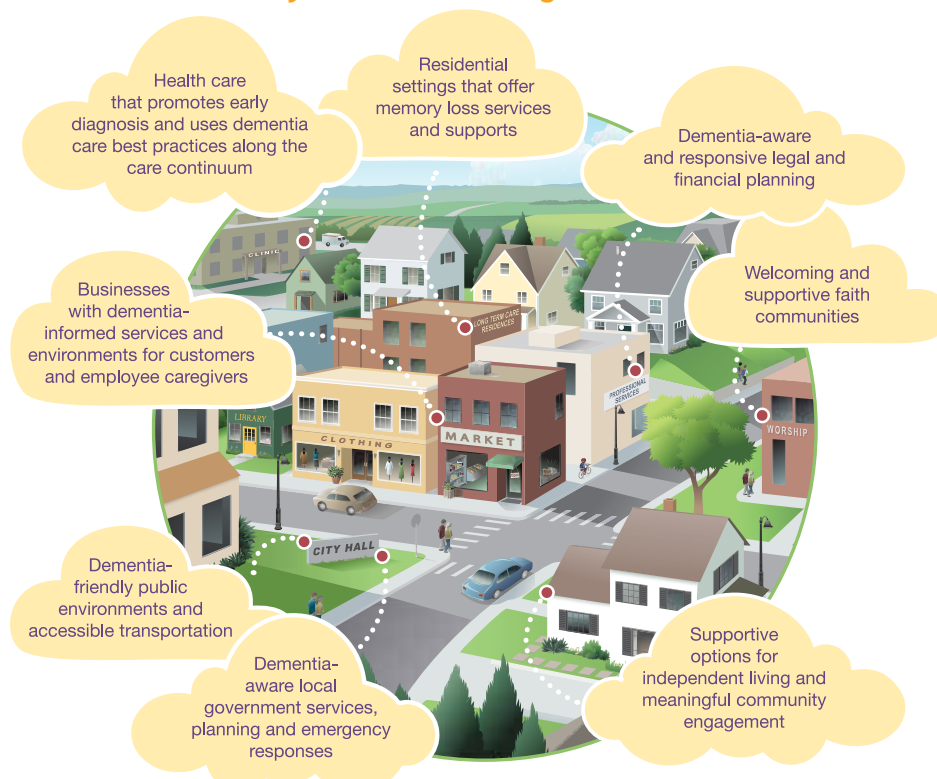 Health care
that promotes early
diagnosis and uses dementia
care best practices along the
care continuum
Residential
settings that offer
memory loss services
and supports
Dementia-aware
and responsive legal and
financial planning
Welcoming and
supportive faith
communities
Businesses
with dementia-
informed services and
environments for customers
and employee caregivers
CLINIC
LONG TERM CARE
RESIDENCES
PROFESSIONAL
SERVICES
LIBRARY
CLOTHING
MARKET
WORSHIP
CITY HALL
Dementia-
friendly public
environments and
accessible transportation
Dementia-
aware local
government services,
planning and emergency
responses
Supportive
options for
independent living and
meaningful community
engagement